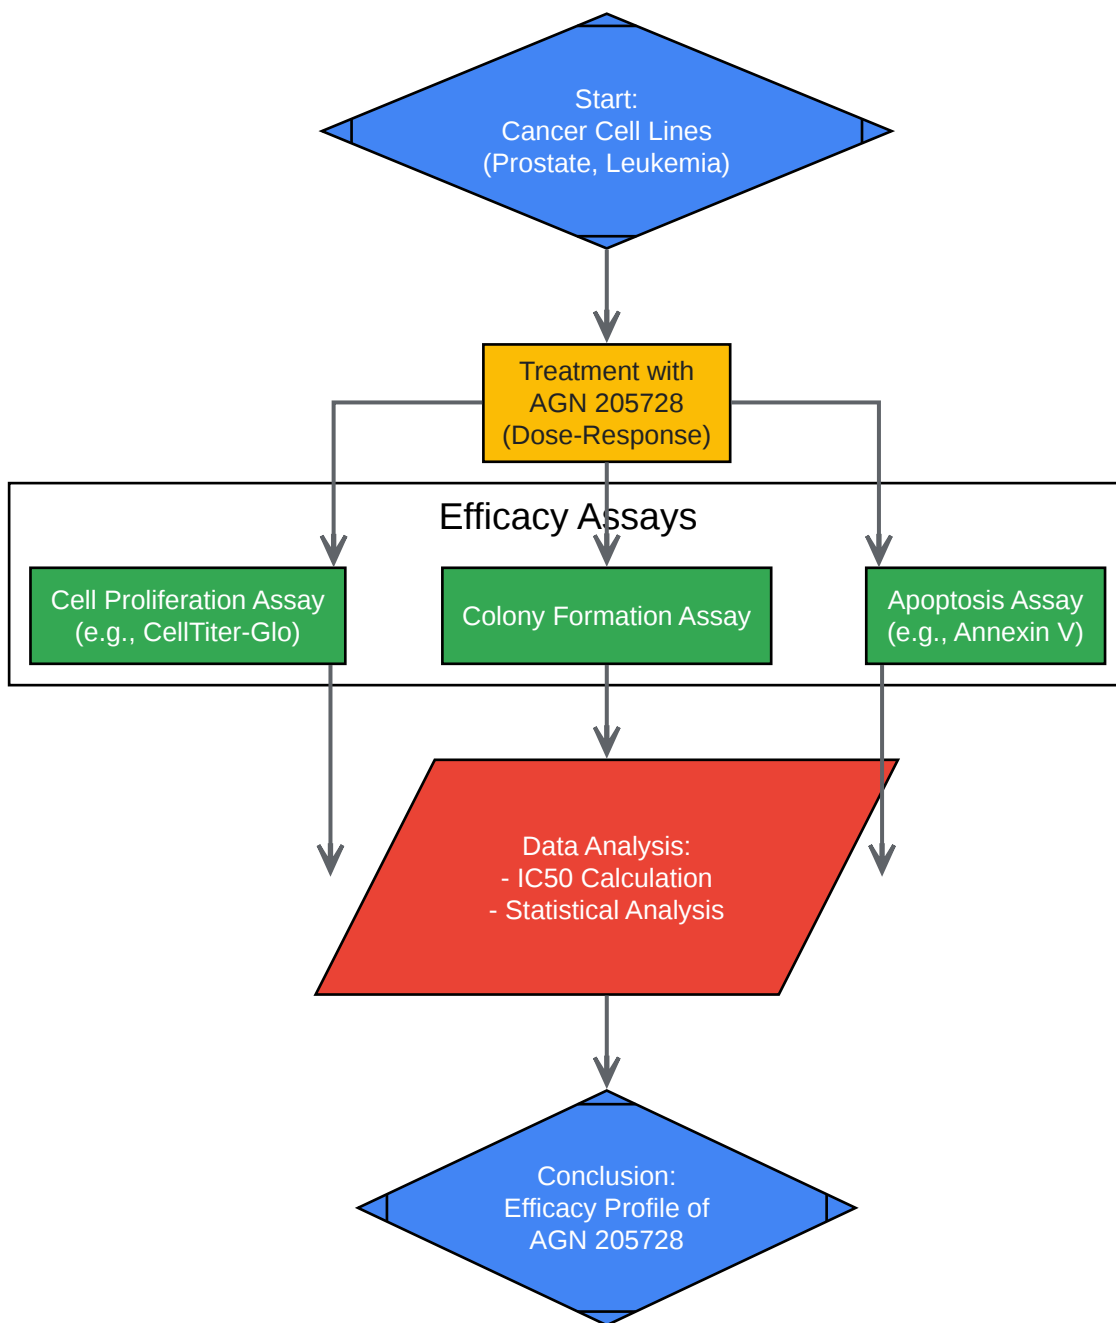 Start:
Cancer Cell Lines
(Prostate, Leukemia)
Treatment with
AGN 205728
(Dose-Response)
Efficacy Assays
Cell Proliferation Assay
(e.g., CellTiter-Glo)
Colony Formation Assay
Apoptosis Assay
(e.g., Annexin V)
Data Analysis:
- IC50 Calculation
- Statistical Analysis
Conclusion:
Efficacy Profile of
AGN 205728